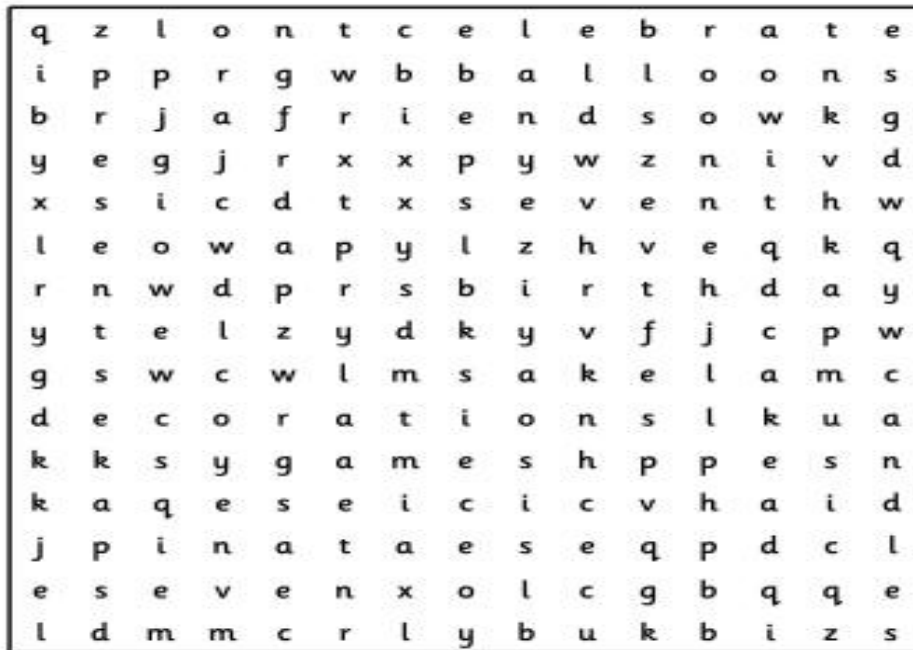 q z l o n t c e l e b r a t e
i p p r g w b b a l l o o n s
b r j a f r i e n d s o w k g
y e g j r x x p y w z n i v d
x s i c d t x s e v e n t h w
l e o w a p y l z h v e q k q
r n w d p r s b i r t h d a y
y t e l z y d k y v f j c p w
g s w c w l m s a k e l a m c
d e c o r a t i o n s l k u a
k k s y g a m e s h p p e s n
k a q e s e i c i c v h a i d
j p i n a t a e s e q p d c l
e s e v e n x o l c g b q q e
l d m m c r l y b u k b i z s